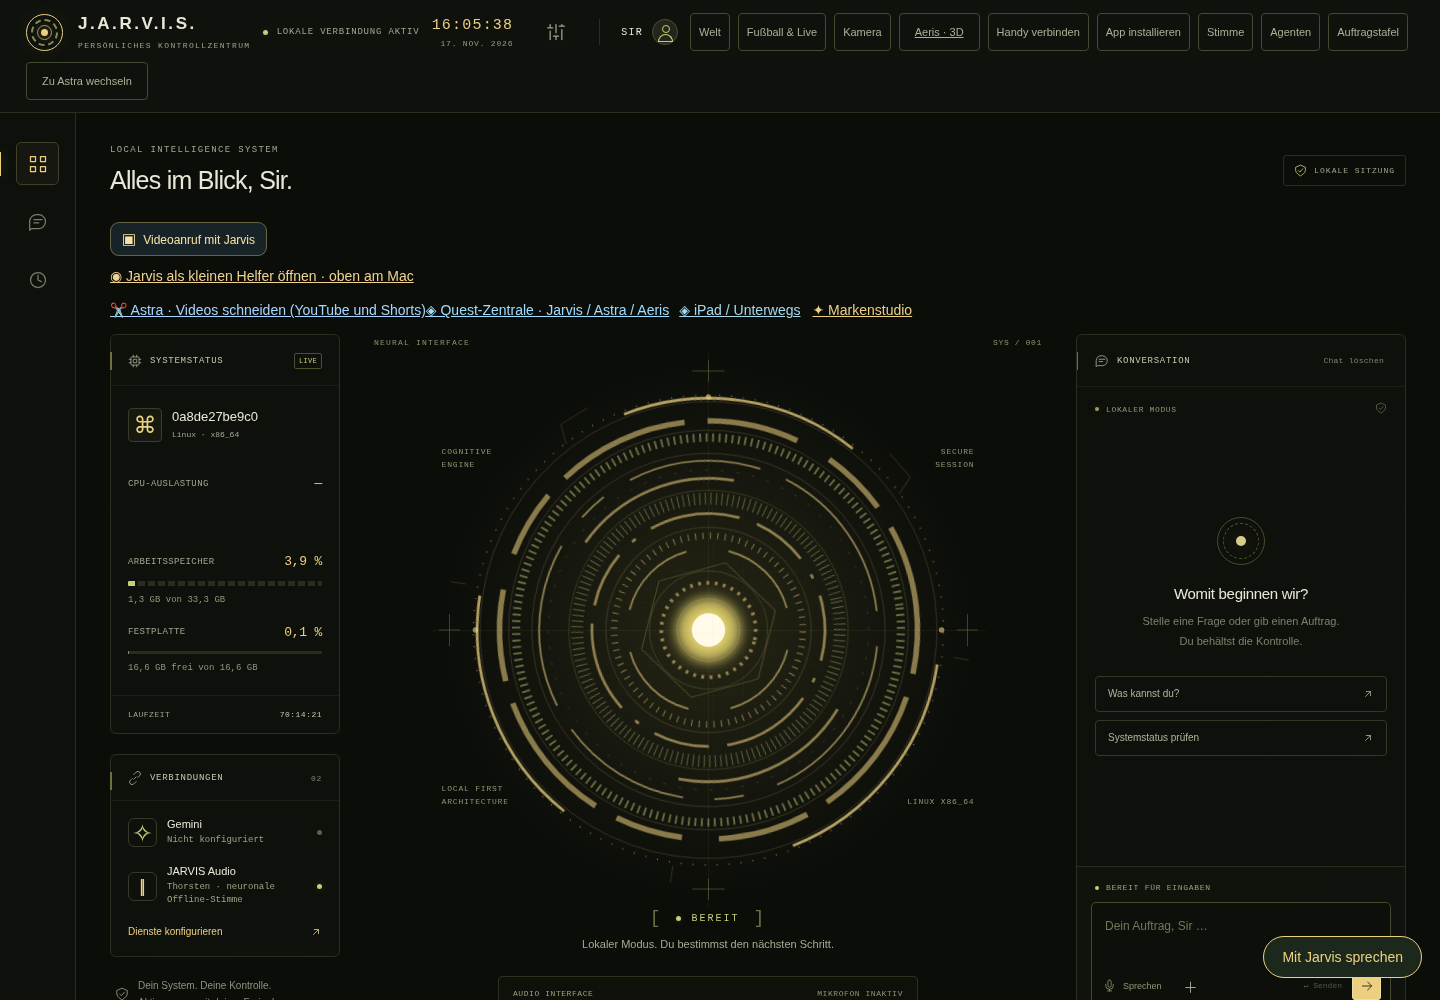 J.A.R.V.I.S.
PERSÖNLICHES KONTROLLZENTRUM
LOKALE VERBINDUNG AKTIV
16:05:38
17. NOV. 2026
SIR
Welt
Fußball & Live
Kamera
Aeris · 3D
Handy verbinden
App installieren
Stimme
Agenten
Auftragstafel
Zu Astra wechseln
LOCAL INTELLIGENCE SYSTEM
Alles im Blick, Sir.
LOKALE SITZUNG
Videoanruf mit Jarvis
◉ Jarvis als kleinen Helfer öffnen · oben am Mac
✂️ Astra · Videos schneiden (YouTube und Shorts)◈ Quest-Zentrale · Jarvis / Astra / Aeris ◈ iPad / Unterwegs ✦ Markenstudio
SYSTEMSTATUS
LIVE
⌘ 0a8de27be9c0
Linux · x86_64
CPU-AUSLASTUNG —
ARBEITSSPEICHER 3,9 %
1,3 GB von 33,3 GB
FESTPLATTE 0,1 %
16,6 GB frei von 16,6 GB
LAUFZEIT 70:14:21
VERBINDUNGEN 02
Gemini
Nicht konfiguriert
JARVIS Audio
Thorsten · neuronale
Offline-Stimme
Dienste konfigurieren
Dein System. Deine Kontrolle.
NEURAL INTERFACE
SYS / 001
COGNITIVE
ENGINE
SECURE
SESSION
LOCAL FIRST
ARCHITECTURE
LINUX X86_64
[ BEREIT ]
Lokaler Modus. Du bestimmst den nächsten Schritt.
AUDIO INTERFACE
MIKROFON INAKTIV
KONVERSATION
Chat löschen
LOKALER MODUS
Womit beginnen wir?
Stelle eine Frage oder gib einen Auftrag.
Du behältst die Kontrolle.
Was kannst du?
Systemstatus prüfen
BEREIT FÜR EINGABEN
Dein Auftrag, Sir …
Mit Jarvis sprechen
Sprechen
↵ Senden